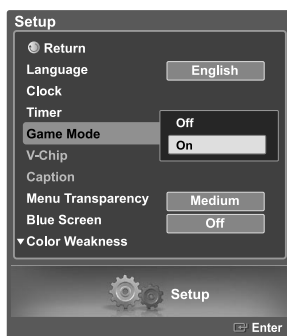 Setup
Return
Language English
Clock
Timer
Off
Game Mode
On
V-Chip
Caption
Menu Transparency Medium
Blue Screen Off
▼Color Weakness
Setup
Enter